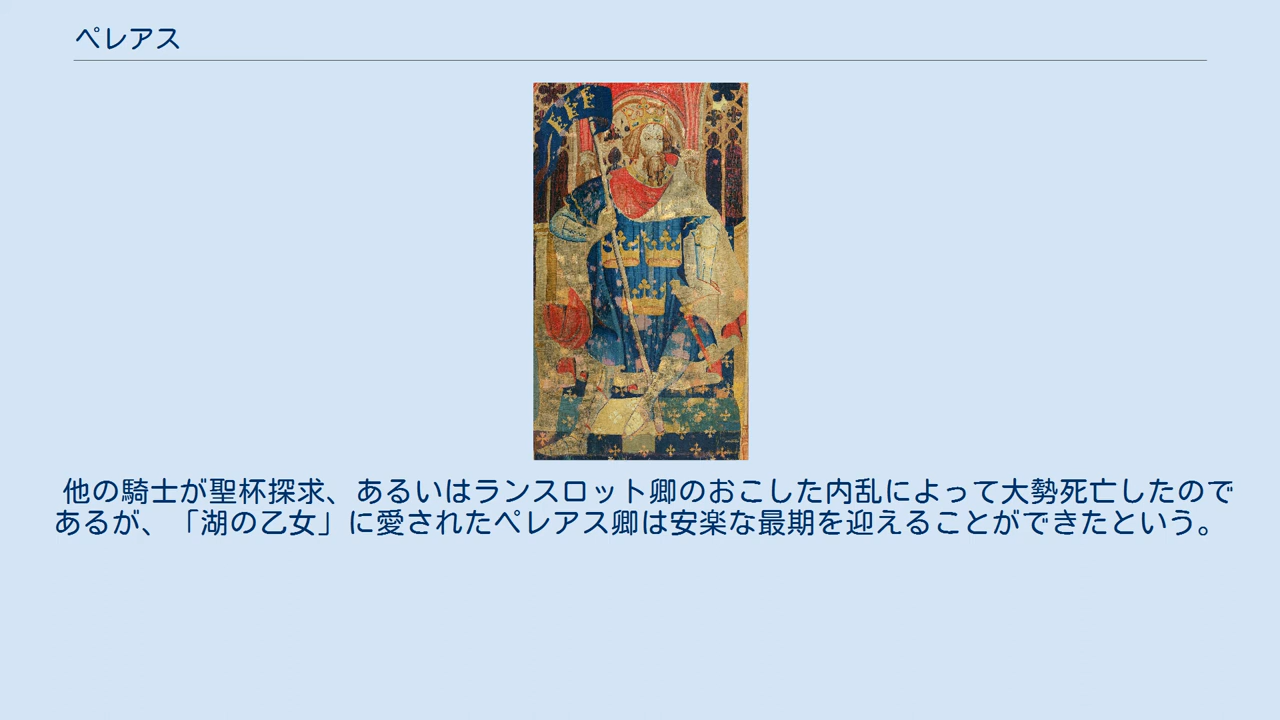 ペレアス
他の騎士が聖杯探求、あるいはランスロット卿のおこした内乱によって大勢死亡したので
あるが、「湖の乙女」に愛されたペレアス卿は安楽な最期を迎えることができたという。